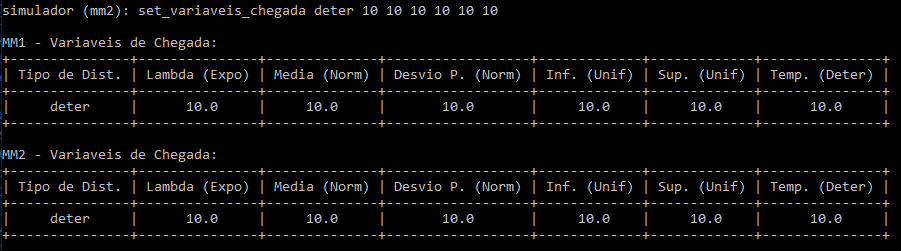 simulador (mm2): set_variaveis_chegada deter 10 10 10 10 10 10
MM1 - Variaveis de Chegada:
+---------------+---------------+--------------+------------------+-------------+-------------+---------------+
| Tipo de Dist. | Lambda (Expo) | Media (Norm) | Desvio P. (Norm) | Inf. (Unif) | Sup. (Unif) | Temp. (Deter) |
+---------------+---------------+--------------+------------------+-------------+-------------+---------------+
|     deter     |      10.0     |     10.0     |       10.0       |     10.0    |     10.0    |      10.0     |
+---------------+---------------+--------------+------------------+-------------+-------------+---------------+
MM2 - Variaveis de Chegada:
+---------------+---------------+--------------+------------------+-------------+-------------+---------------+
| Tipo de Dist. | Lambda (Expo) | Media (Norm) | Desvio P. (Norm) | Inf. (Unif) | Sup. (Unif) | Temp. (Deter) |
+---------------+---------------+--------------+------------------+-------------+-------------+---------------+
|     deter     |      10.0     |     10.0     |       10.0       |     10.0    |     10.0    |      10.0     |
+---------------+---------------+--------------+------------------+-------------+-------------+---------------+